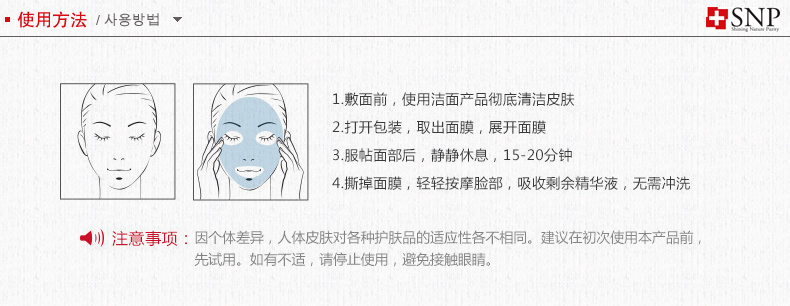 使用方法 / 使用方法
SNP
Shining Nature Purity
1.敷面前，使用洁面产品彻底清洁皮肤
2.打开包装，取出面膜，展开面膜
3.服帖面部后，静静休息，15-20分钟
4.撕掉面膜，轻轻按摩脸部，吸收剩余精华液，无需冲洗
注意事项：因个体差异，人体皮肤对各种护肤品的适应性各不相同。建议在初次使用本产品前，
先试用。如有不适，请停止使用，避免接触眼睛。